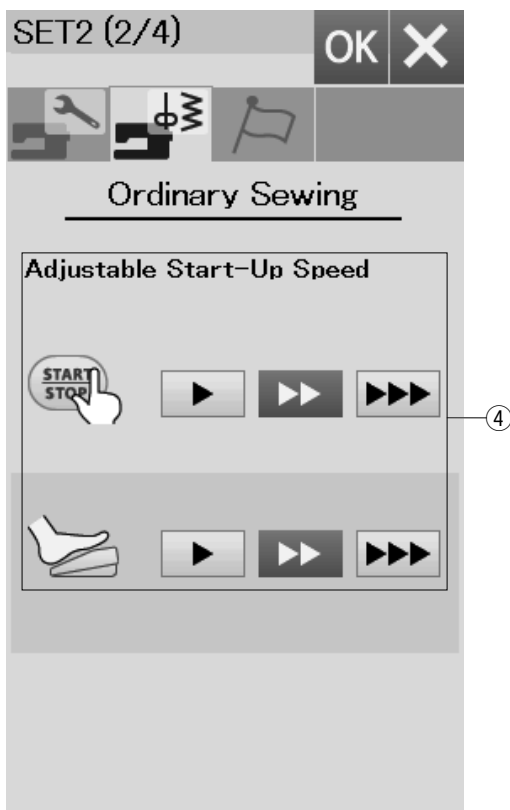 SET2 (2/4)
OK
Ordinary Sewing
Adjustable Start-Up Speed
START
STOP
④